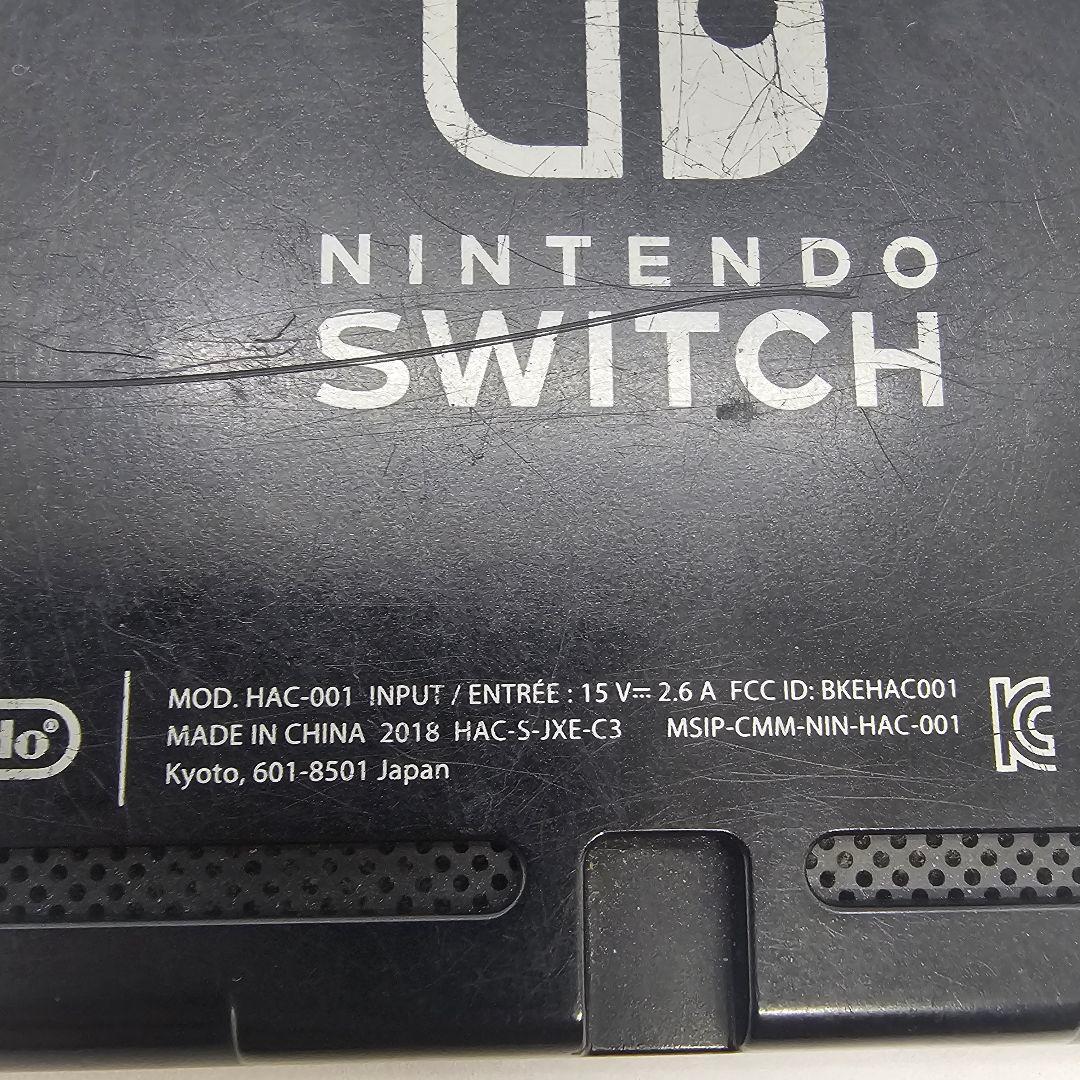 NINTENDO
SWITCH
MOD. HAC-001 INPUT / ENTRÉE : 15 V⎓ 2.6 A FCC ID: BKEHAC001
MADE IN CHINA 2018 HAC-S-JXE-C3 MSIP-CMM-NIN-HAC-001
Kyoto, 601-8501 Japan